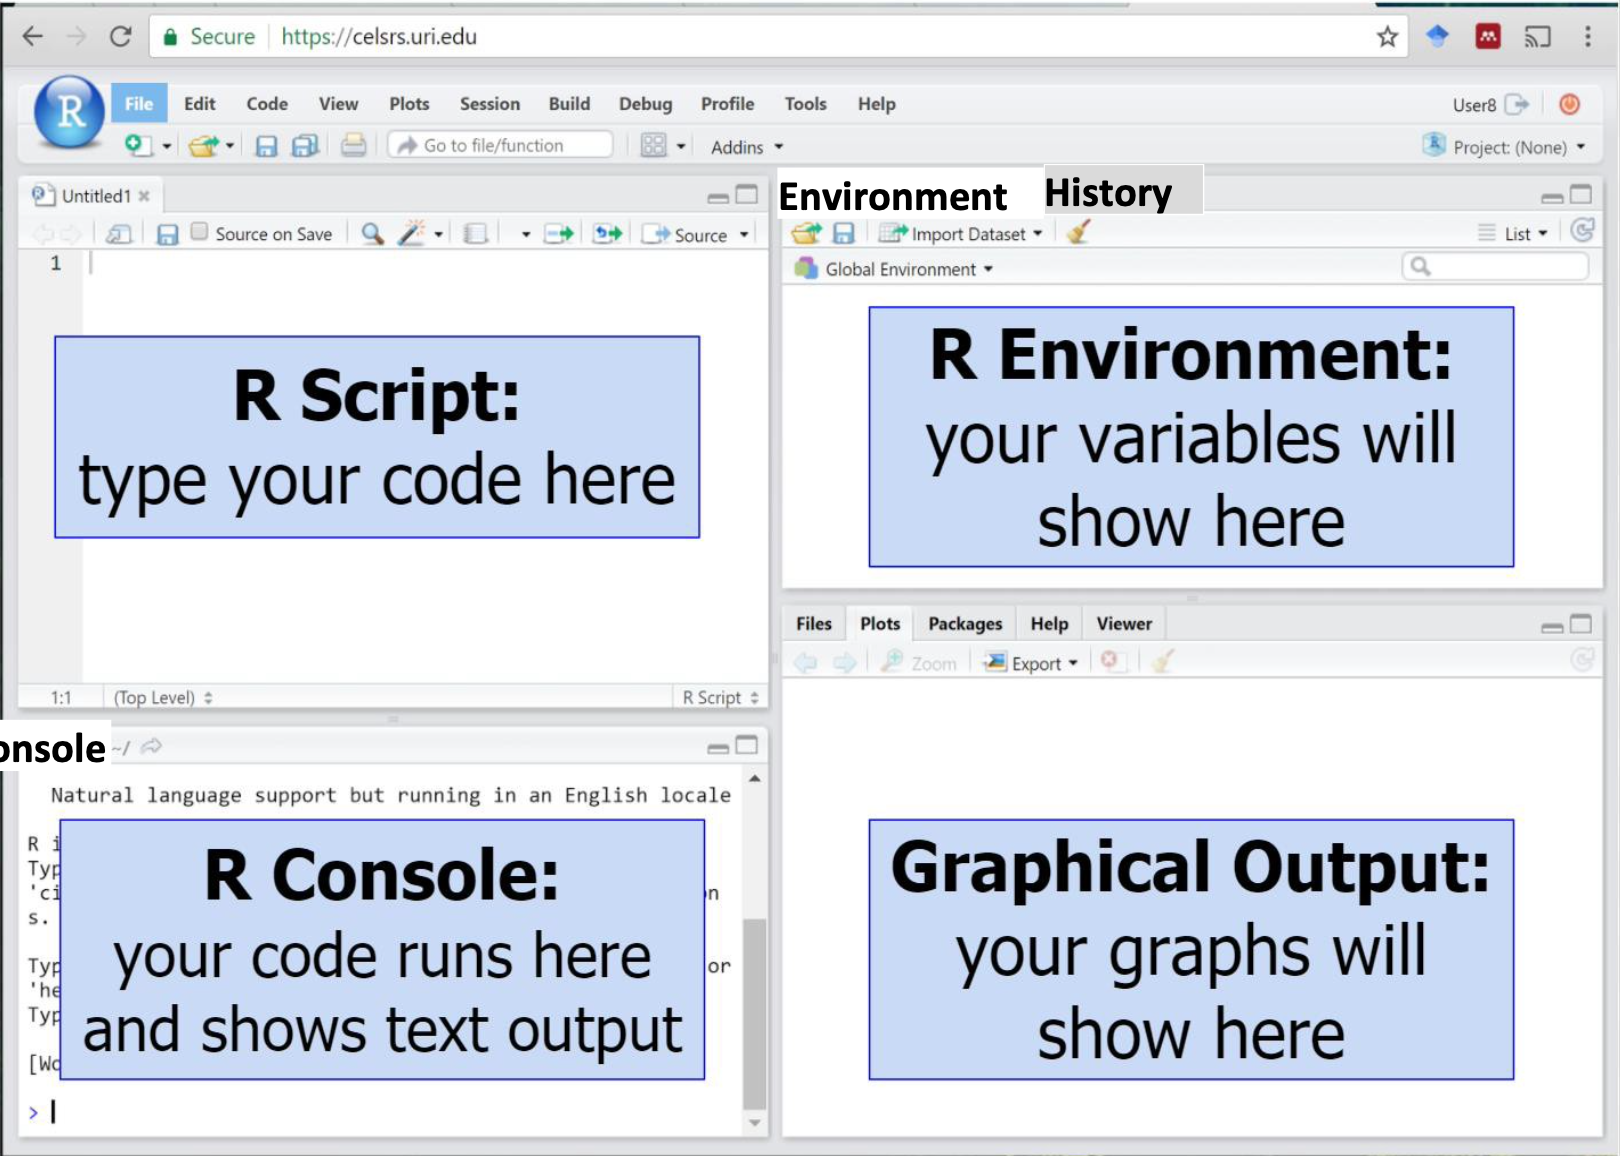 Secure https://celsrs.uri.edu
R File Edit Code View Plots Session Build Debug Profile Tools Help User8
Go to file/function Addins Project: (None)
Untitled1
Source on Save Source
1
R Script:
type your code here
1:1 (Top Level) R Script
Environment History
Import Dataset List
Global Environment
R Environment:
your variables will
show here
onsole ~/
Natural language support but running in an English locale
R i
Typ
'ci n
s.
Typ or
'he
Typ
[Wo
>
R Console:
your code runs here
and shows text output
Files Plots Packages Help Viewer
Zoom Export
Graphical Output:
your graphs will
show here